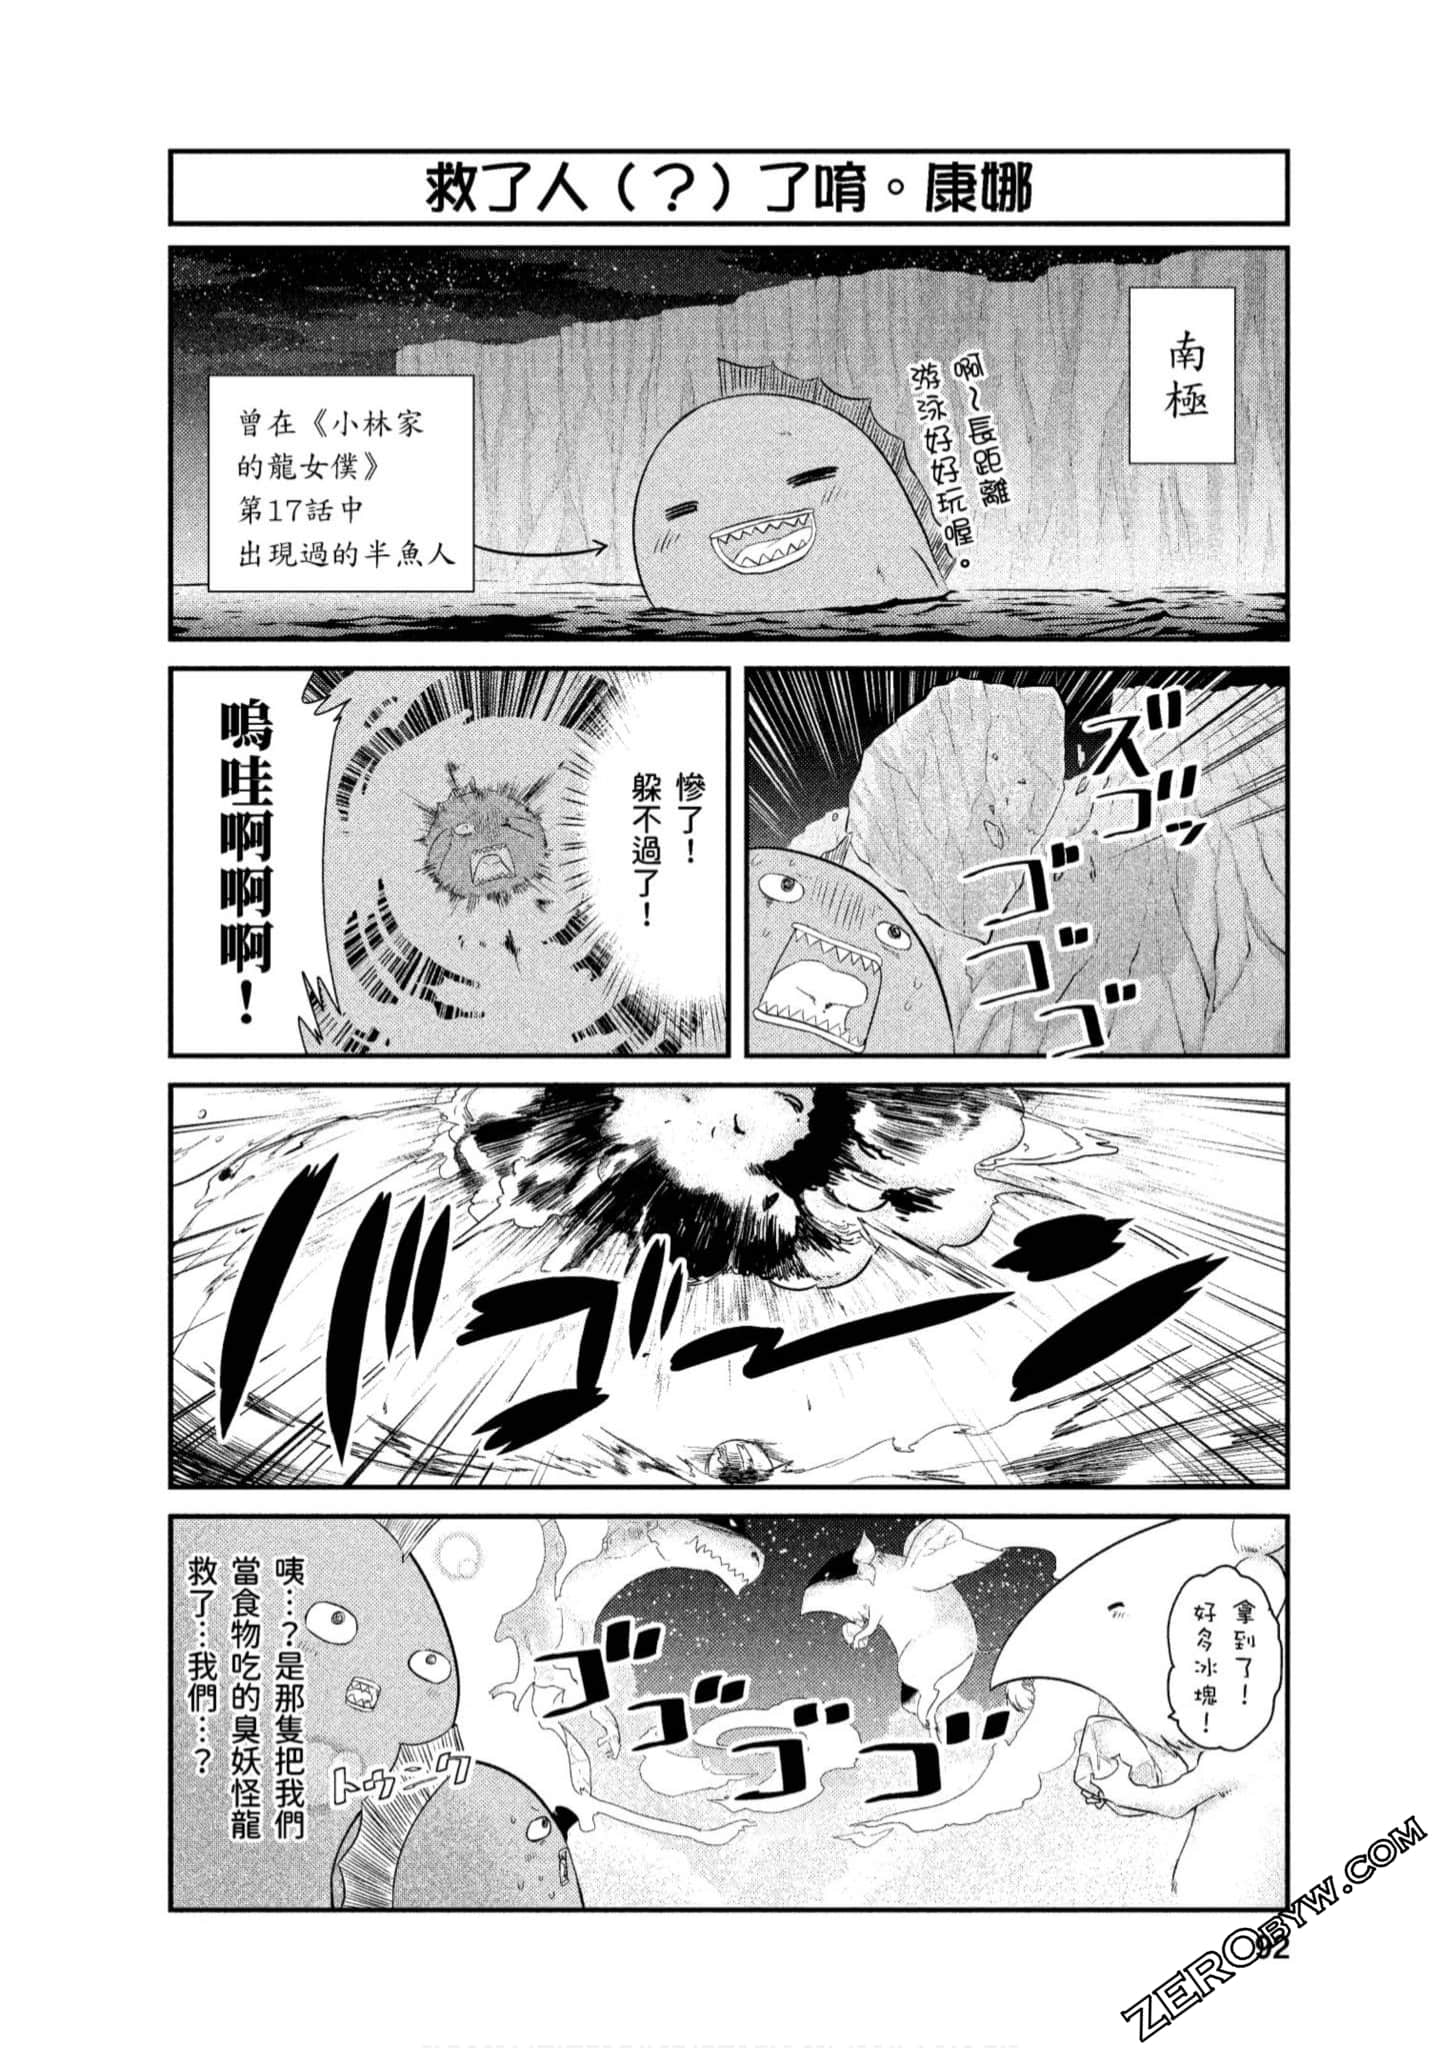 救了人(？)了唷。康娜
南極
啊～長距離
游泳好好玩喔。
曾在《小林家
的龍女僕》
第17話中
出現過的半魚人
ズズッ
ゴゴゴ
慘了！
躲不過了！
嗚哇啊啊啊！
バゴーン
拿到了！
好多冰塊！
ゴゴゴゴ
咦…？是那隻把我們
當食物吃的臭妖怪龍
救了…我們…？
トゥンク
92
ZEROBYW.COM